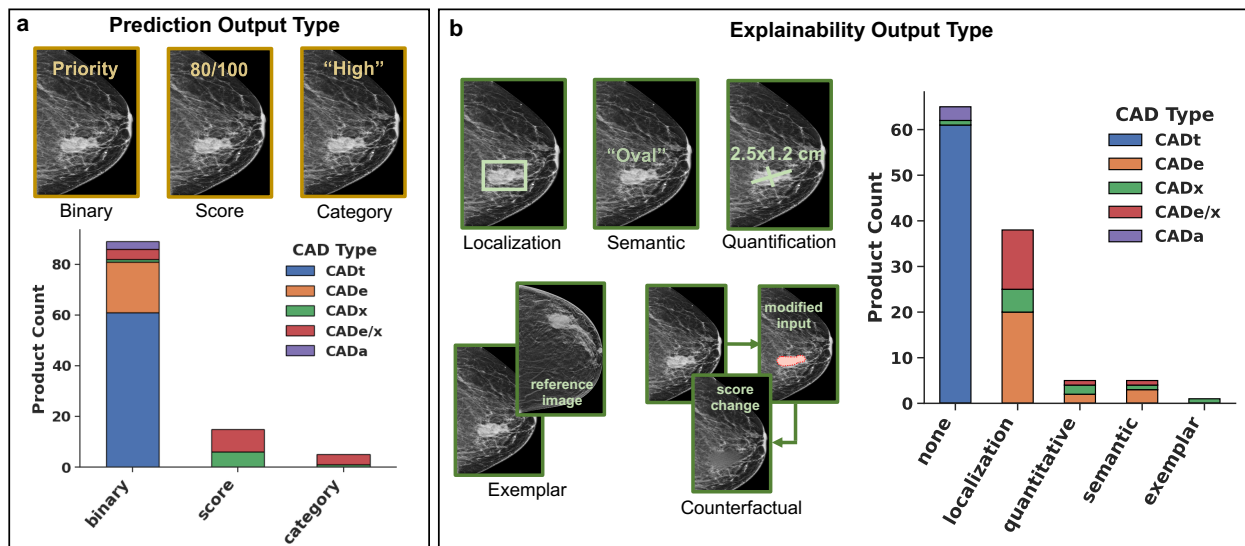 a
Prediction Output Type
Priority
80/100
“High”
Binary
Score
Category
Product Count
80
60
40
20
0
CAD Type
CADt
CADe
CADx
CADe/x
CADa
binary
score
category
b
Explainability Output Type
“Oval”
2.5x1.2 cm
Localization
Semantic
Quantification
reference
image
Exemplar
modified
input
score
change
Counterfactual
Product Count
60
50
40
30
20
10
0
CAD Type
CADt
CADe
CADx
CADe/x
CADa
none
localization
quantitative
semantic
exemplar